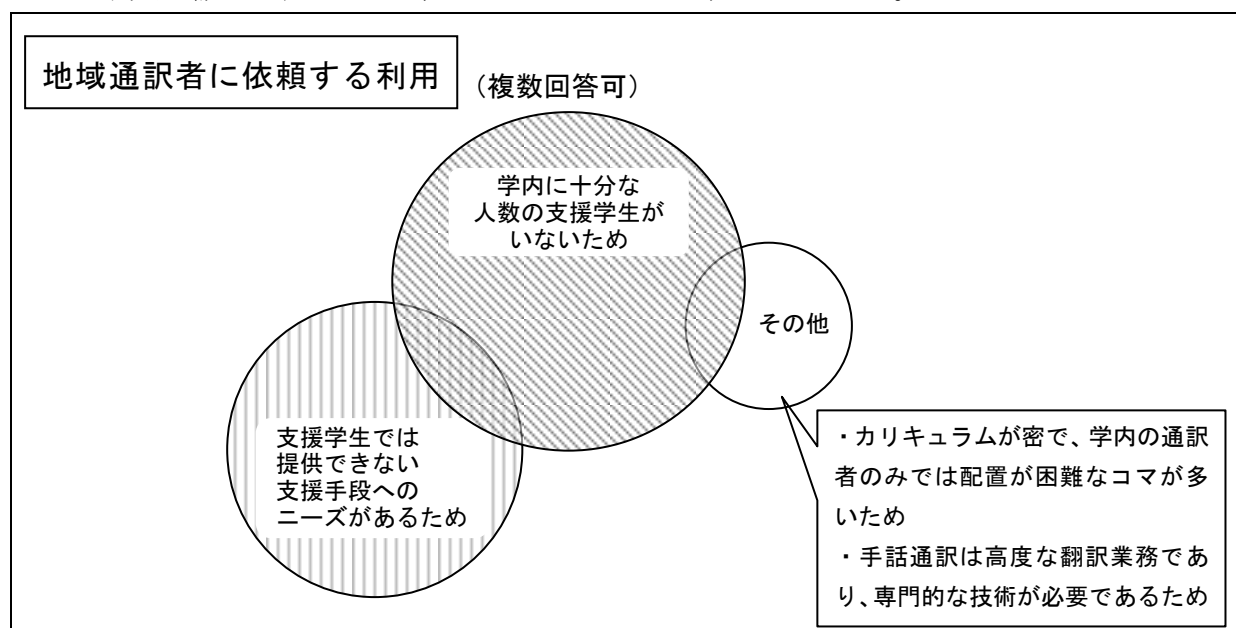 地域通訳者に依頼する利用
（複数回答可）
学内に十分な
人数の支援学生が
いないため
その他
支援学生では
提供できない
支援手段への
ニーズがあるため
・カリキュラムが密で、学内の通訳
者のみでは配置が困難なコマが多
いため
・手話通訳は高度な翻訳業務であ
り、専門的な技術が必要であるため